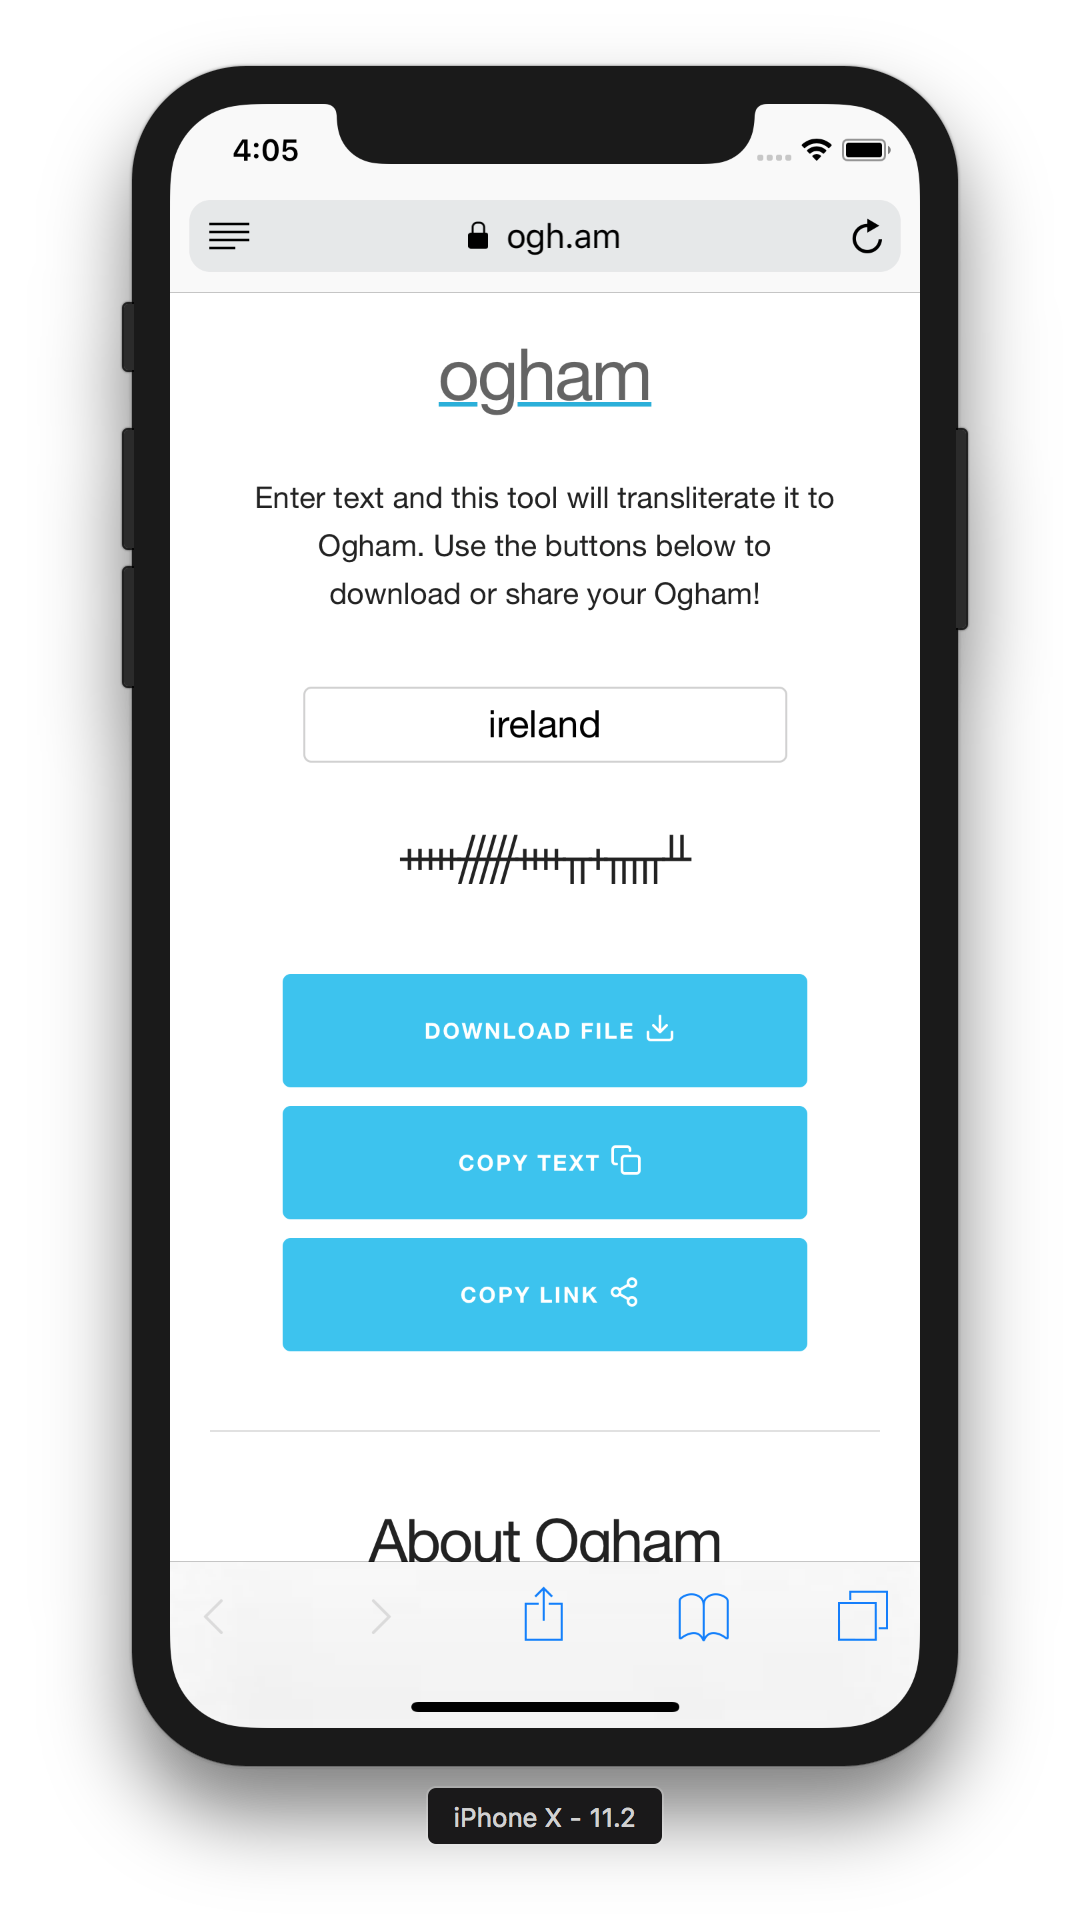 4:05
ogh.am
ogham
Enter text and this tool will transliterate it to
Ogham. Use the buttons below to
download or share your Ogham!
ireland
ᚔᚏᚓᚂᚐᚅᚇ
DOWNLOAD FILE
COPY TEXT
COPY LINK
About Ogham
iPhone X - 11.2